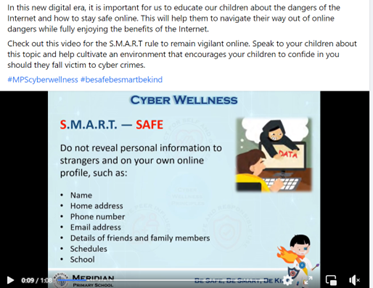 In this new digital era, it is important for us to educate our children about the dangers of the
Internet and how to stay safe online. This will help them to navigate their way out of online
dangers while fully enjoying the benefits of the Internet.
Check out this video for the S.M.A.R.T rule to remain vigilant online. Speak to your children about
this topic and help cultivate an environment that encourages your children to confide in you
should they fall victim to cyber crimes.
#MPScyberwellness #besafebesmartbekind
CYBER WELLNESS
S.M.A.R.T. — SAFE
Do not reveal personal information to
strangers and on your own online
profile, such as:
• Name
• Home address
• Phone number
• Email address
• Details of friends and family members
• Schedules
• School
DATA
0:09 /
MERIDIAN
PRIMARY SCHOOL
BE SAFE, BE SMART, BE